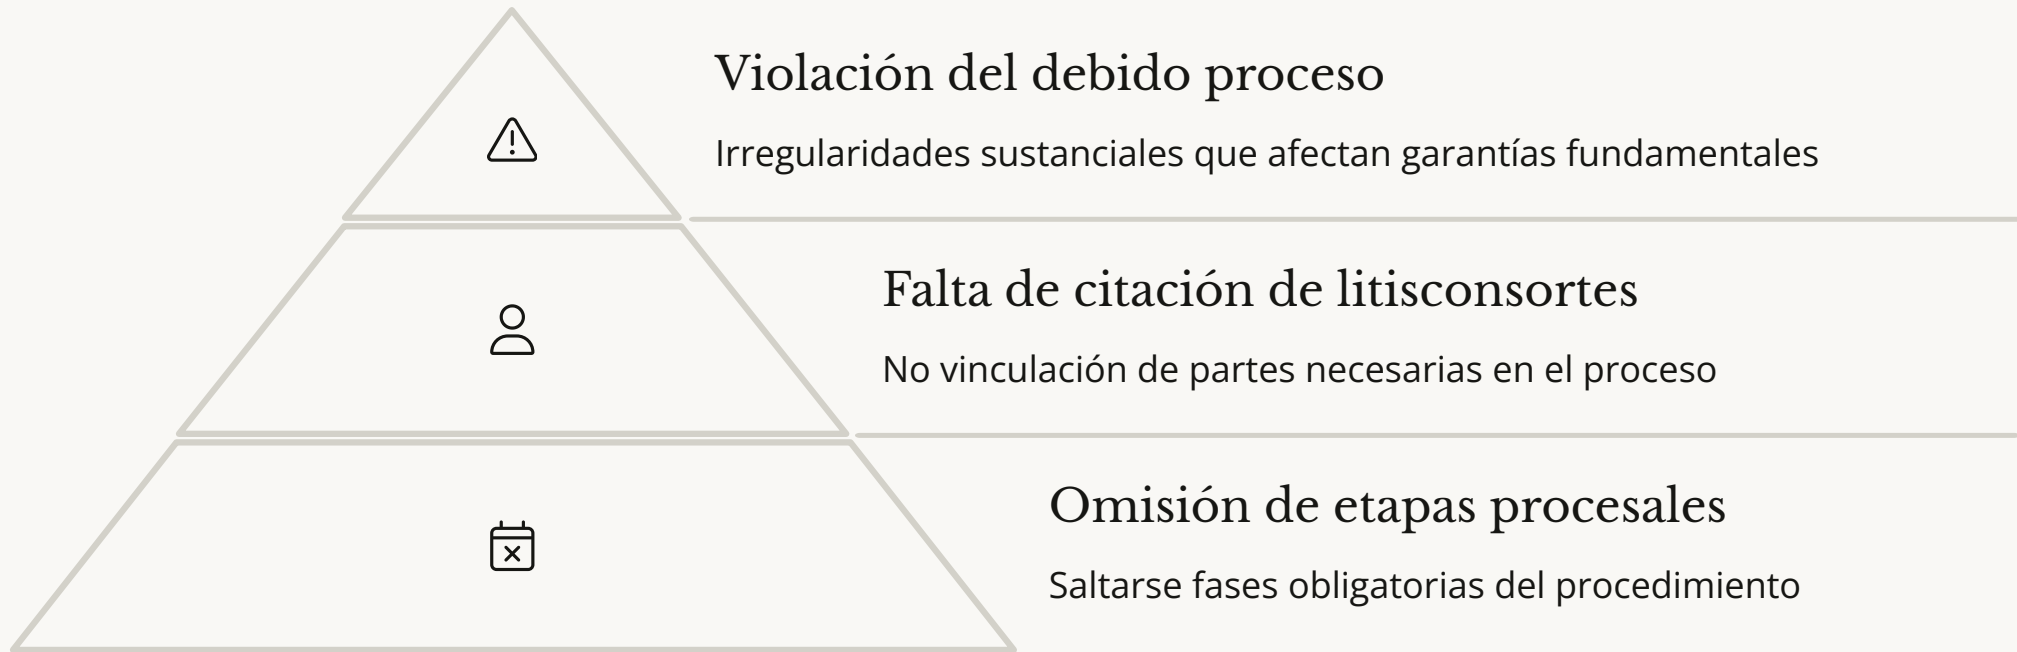 Violación del debido proceso
Irregularidades sustanciales que afectan garantías fundamentales
Falta de citación de litisconsortes
No vinculación de partes necesarias en el proceso
Omisión de etapas procesales
Saltarse fases obligatorias del procedimiento